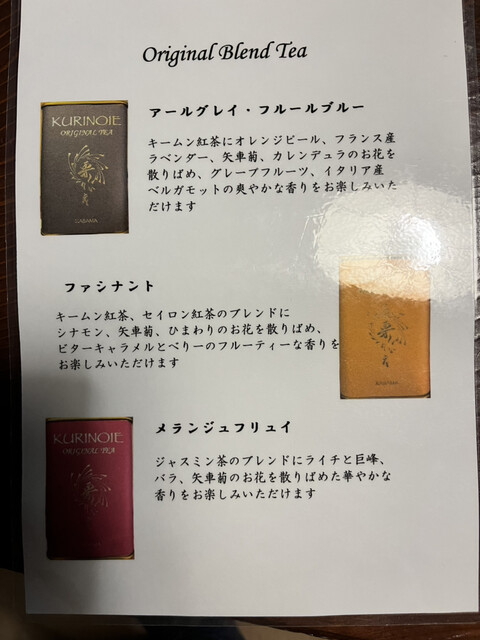 Original Blend Tea
KURINOIE
ORIGINAL TEA
アールグレイ・フルールブルー
キームン紅茶にオレンジピール、フランス産
ラベンダー、矢車菊、カレンデュラのお花を
散りばめ、グレープフルーツ、イタリア産
ベルガモットの爽やかな香りをお楽しみいた
だけます
ファシナント
キームン紅茶、セイロン紅茶のブレンドに
シナモン、矢車菊、ひまわりのお花を散りばめ、
ビターキャラメルとベリーのフルーティーな香りを
お楽しみいただけます
KURINOIE
ORIGINAL TEA
メランジュフリュイ
ジャスミン茶のブレンドにライチと巨峰、
バラ、矢車菊のお花を散りばめた華やかな
香りをお楽しみいただけます